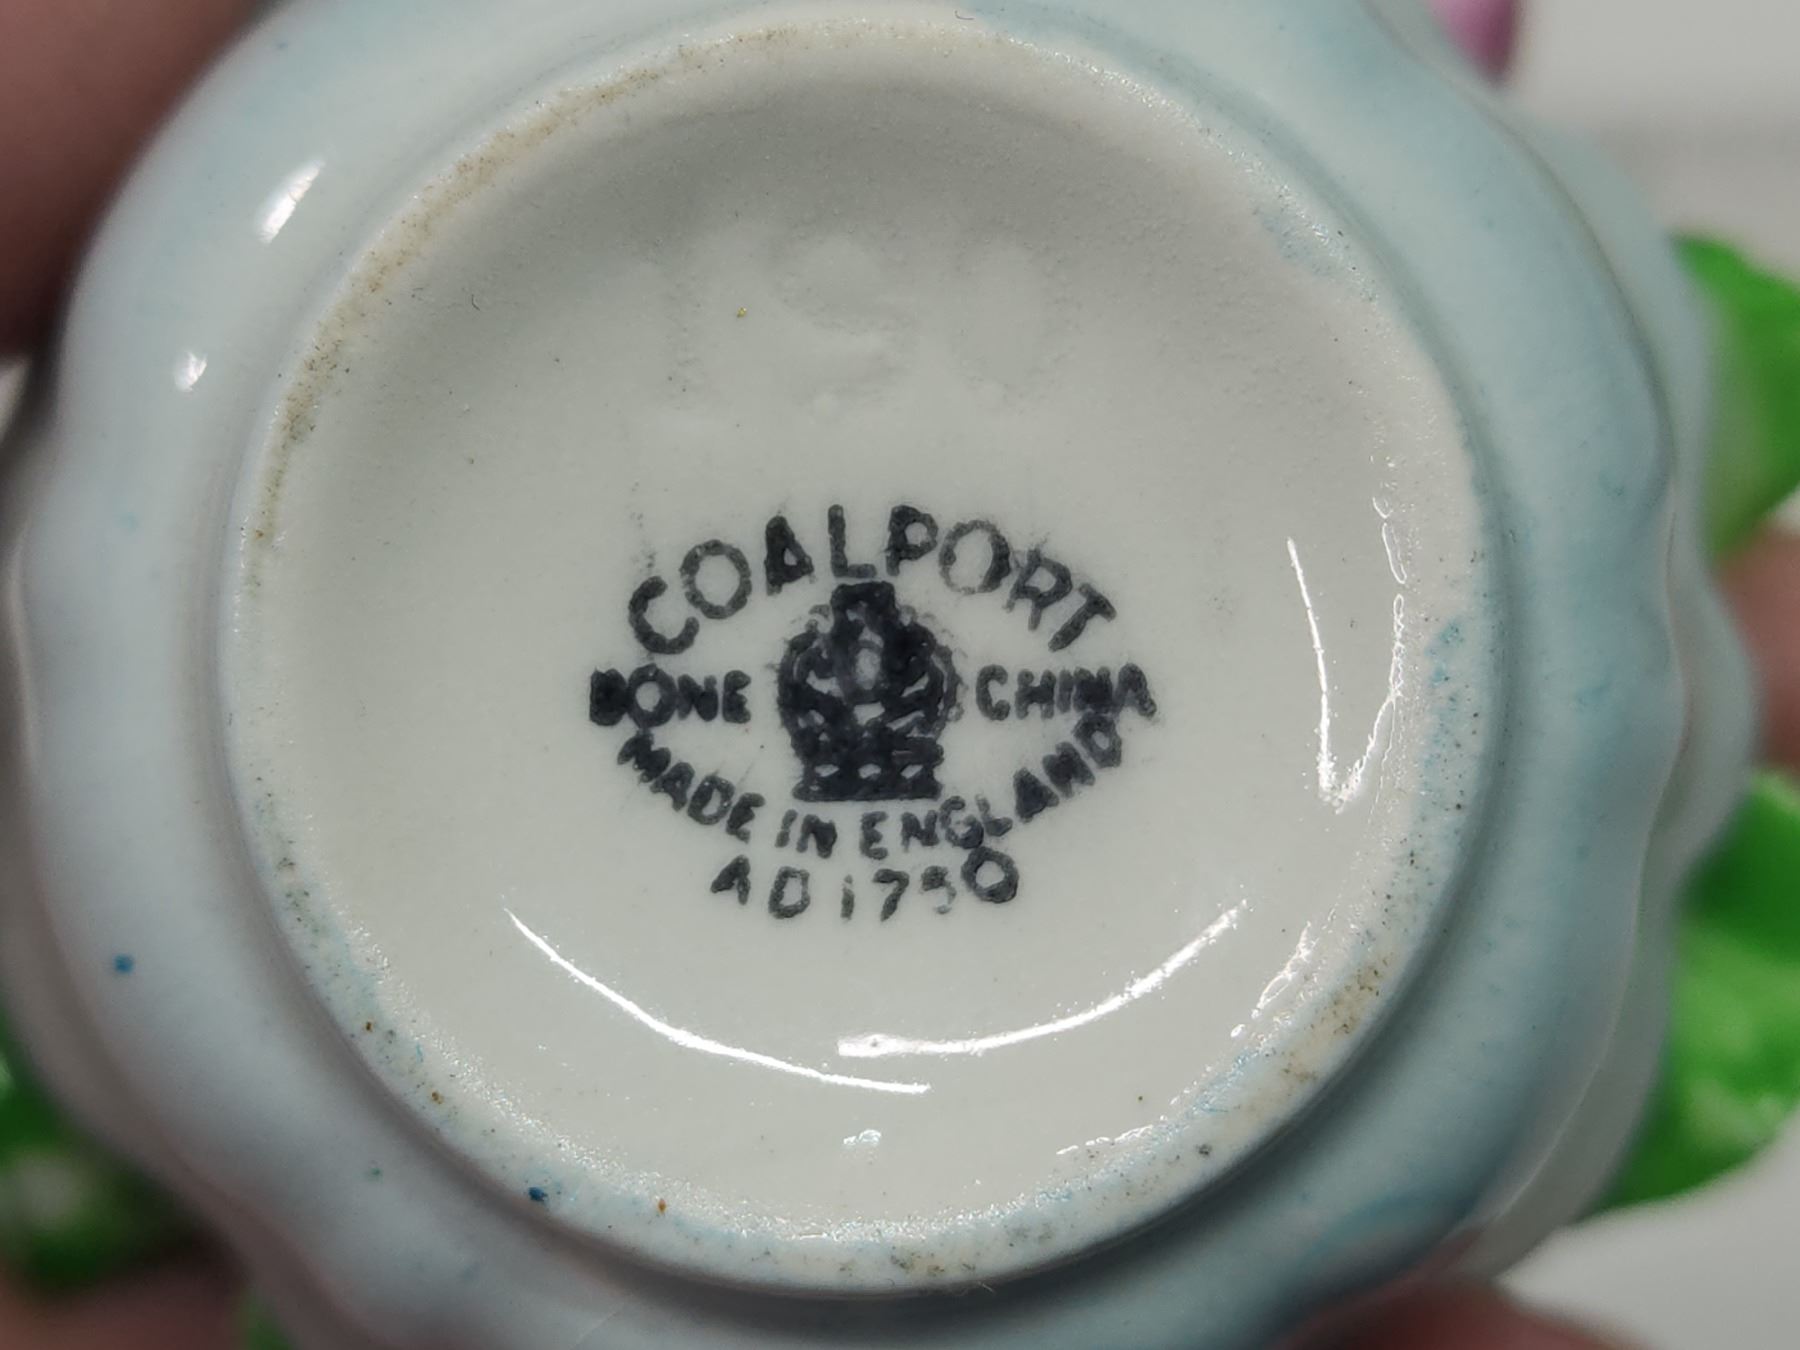 COALPORT
BONE CHINA
MADE IN ENGLAND
AD 1750